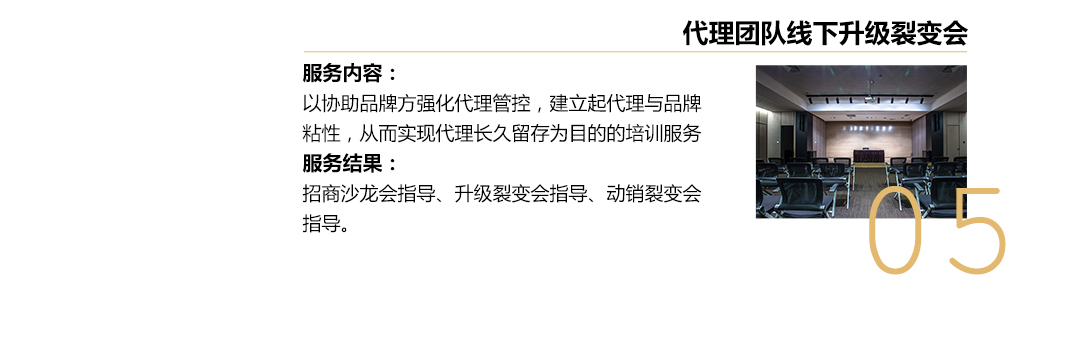 代理团队线下升级裂变会
服务内容：
以协助品牌方强化代理管控，建立起代理与品牌
粘性，从而实现代理长久留存为目的的培训服务
服务结果：
招商沙龙会指导、升级裂变会指导、动销裂变会
指导。
05